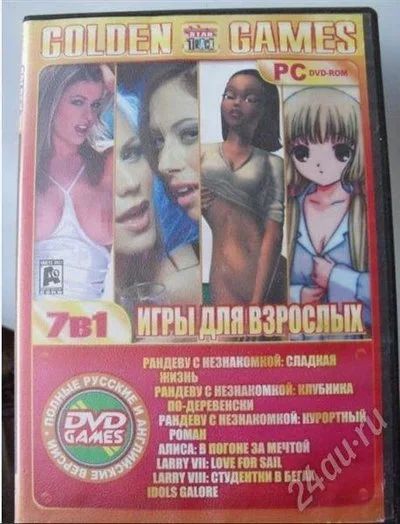 GOLDEN STAR TRACK GAMES
PC DVD-ROM
7в1 ИГРЫ ДЛЯ ВЗРОСЛЫХ
РАНДЕВУ С НЕЗНАКОМКОЙ: СЛАДКАЯ
ЖИЗНЬ
РАНДЕВУ С НЕЗНАКОМКОЙ: КЛУБНИКА
ПО-ДЕРЕВЕНСКИ
РАНДЕВУ С НЕЗНАКОМКОЙ: КУРОРТНЫЙ
РОМАН
АЛИСА: В ПОГОНЕ ЗА МЕЧТОЙ
LARRY VII: LOVE FOR SAIL
LARRY VIII: СТУДЕНТКИ В БЕГАХ
IDOLS GALORE
ПОЛНЫЕ РУССКИЕ И АНГЛИЙСКИЕ ВЕРСИИ
DVD
GAMES
24au.ru